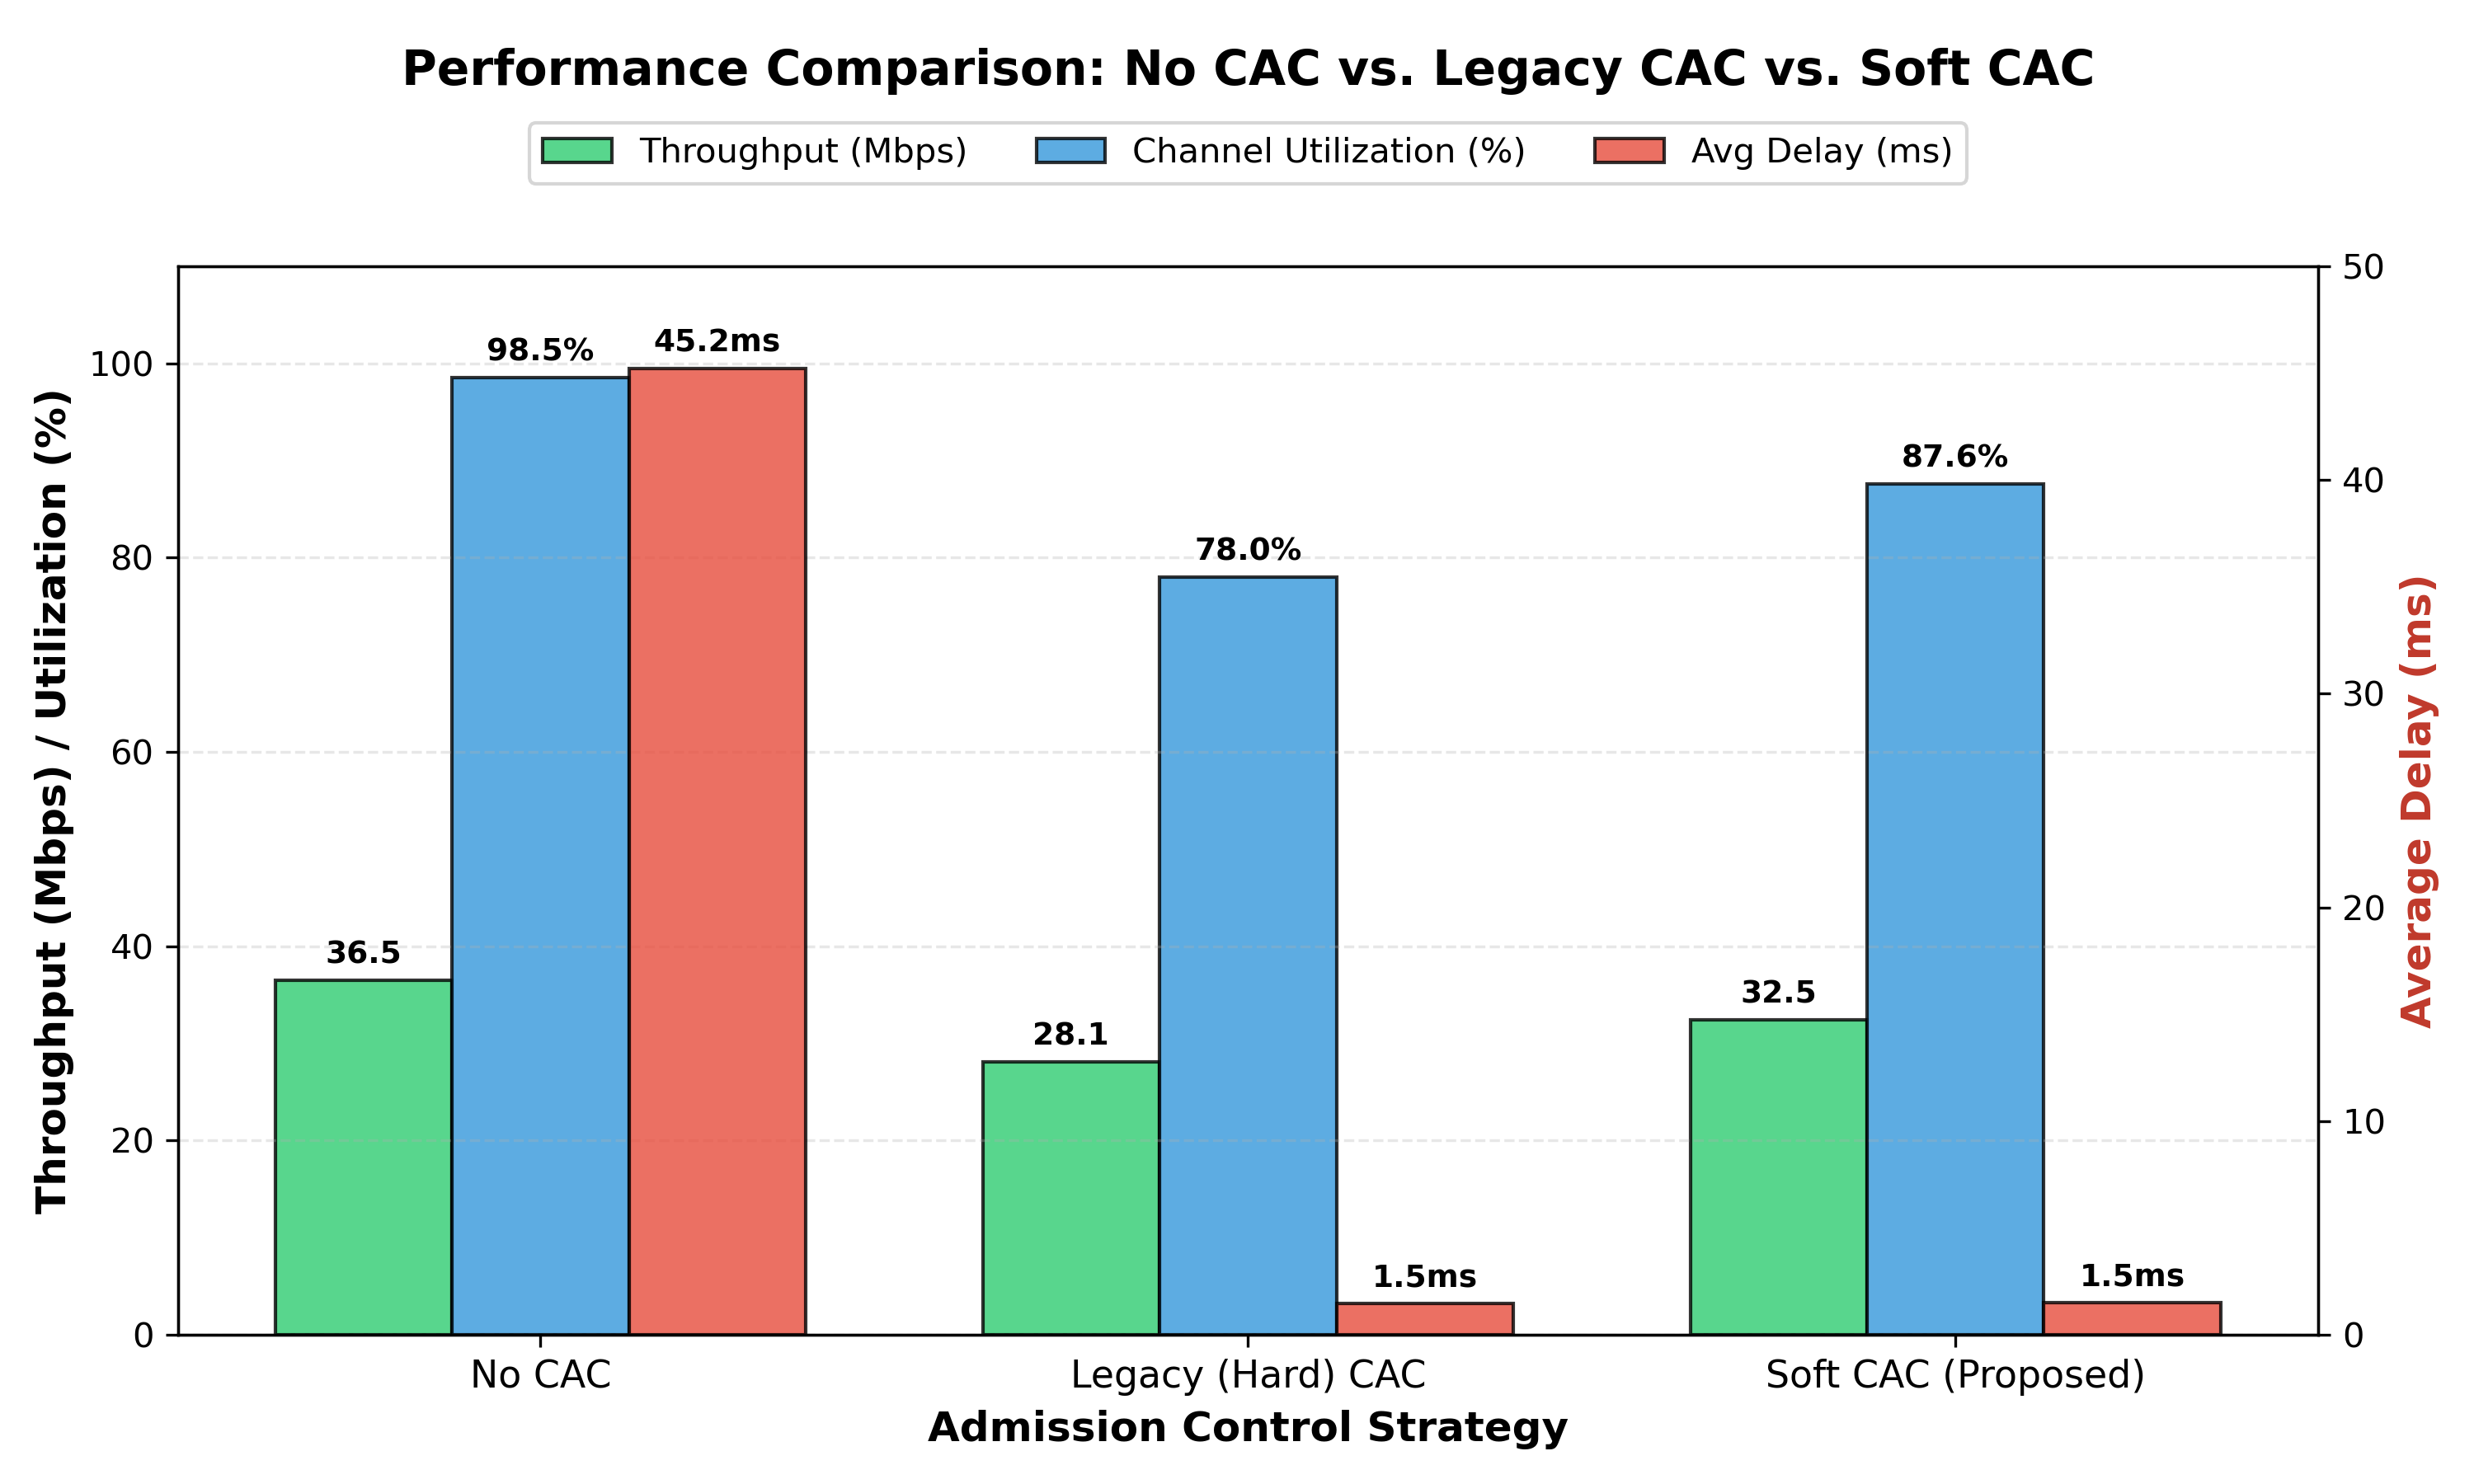 Performance Comparison: No CAC vs. Legacy CAC vs. Soft CAC
Throughput (Mbps)
Channel Utilization (%)
Avg Delay (ms)
Throughput (Mbps) / Utilization (%)
100
80
60
40
20
0
36.5
98.5%
45.2ms
28.1
78.0%
1.5ms
32.5
87.6%
1.5ms
50
40
30
20
10
0
Average Delay (ms)
No CAC
Legacy (Hard) CAC
Soft CAC (Proposed)
Admission Control Strategy